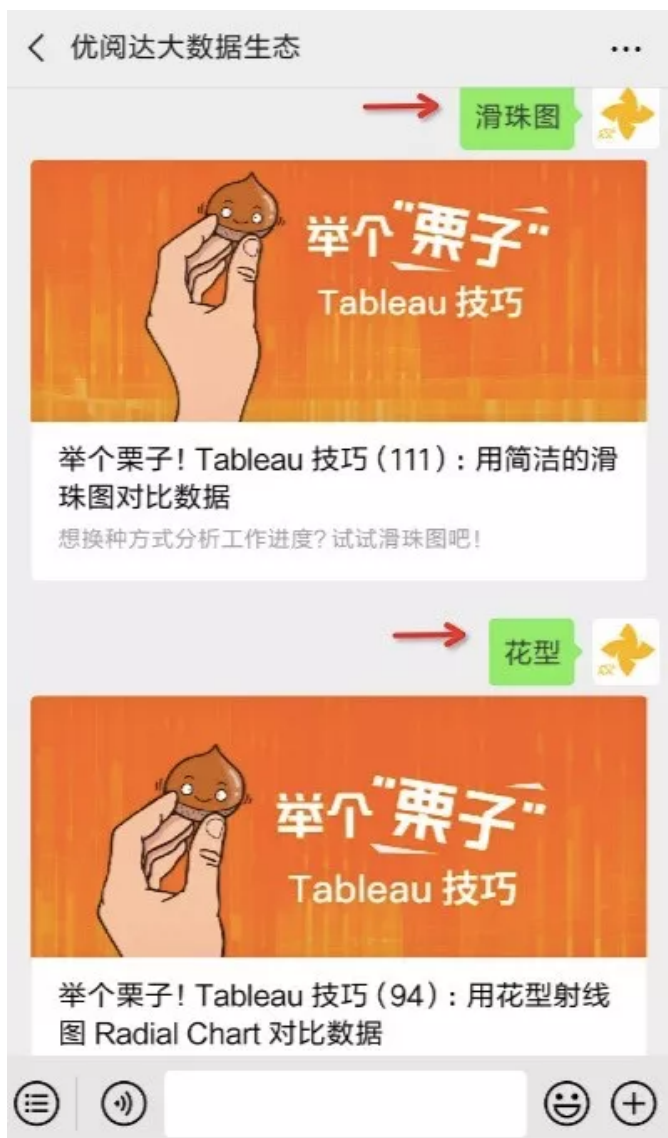 优阅达大数据生态
滑珠图
举个"栗子"
Tableau 技巧
举个栗子！Tableau 技巧（111）：用简洁的滑
珠图对比数据
想换种方式分析工作进度？试试滑珠图吧！
花型
举个"栗子"
Tableau 技巧
举个栗子！Tableau 技巧（94）：用花型射线
图 Radial Chart 对比数据